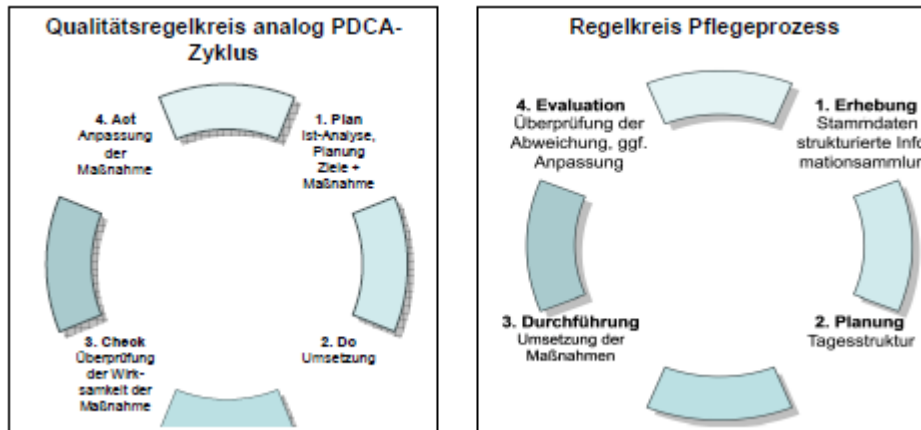 Qualitätsregelkreis analog PDCA-
Zyklus
4. Act
Anpassung
der
Maßnahme
1. Plan
Ist-Analyse,
Planung
Ziele +
Maßnahme
3. Check
Überprüfung
der Wirk-
samkeit der
Maßnahme
2. Do
Umsetzung
Regelkreis Pflegeprozess
4. Evaluation
Überprüfung der
Abweichung, ggf.
Anpassung
1. Erhebung
Stammdaten
strukturierte Info
mationsammlun
3. Durchführung
Umsetzung der
Maßnahmen
2. Planung
Tagesstruktur